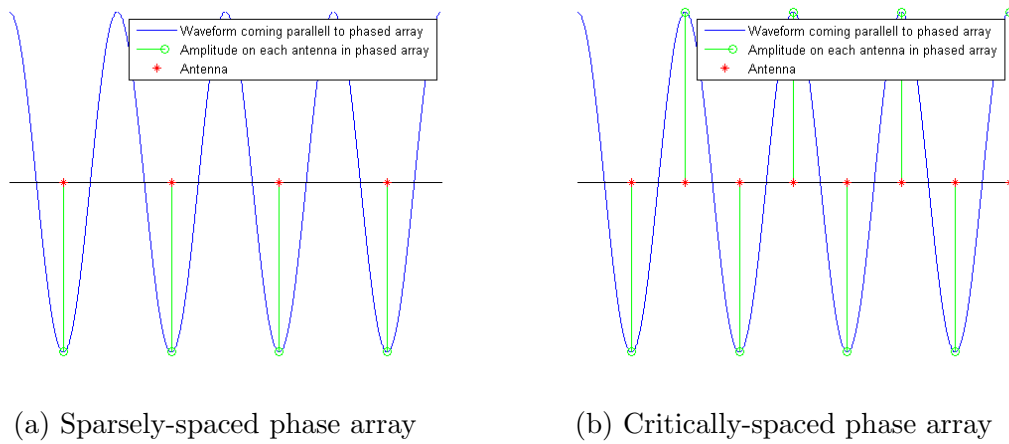 Waveform coming parallell to phased array
Amplitude on each antenna in phased array
Antenna
Waveform coming parallell to phased array
Amplitude on each antenna in phased array
Antenna
(a) Sparsely-spaced phase array
(b) Critically-spaced phase array